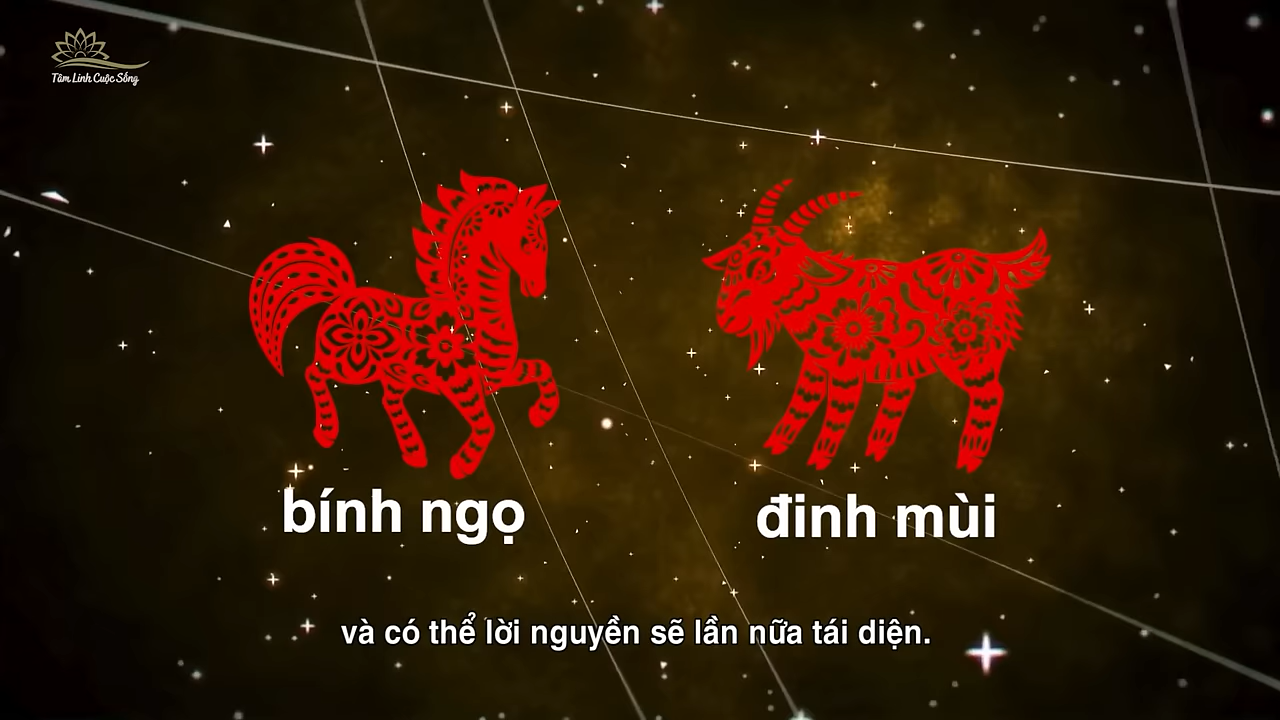 Tâm Linh Cuộc Sống
bính ngọ
đinh mùi
và có thể lời nguyền sẽ lần nữa tái diện.